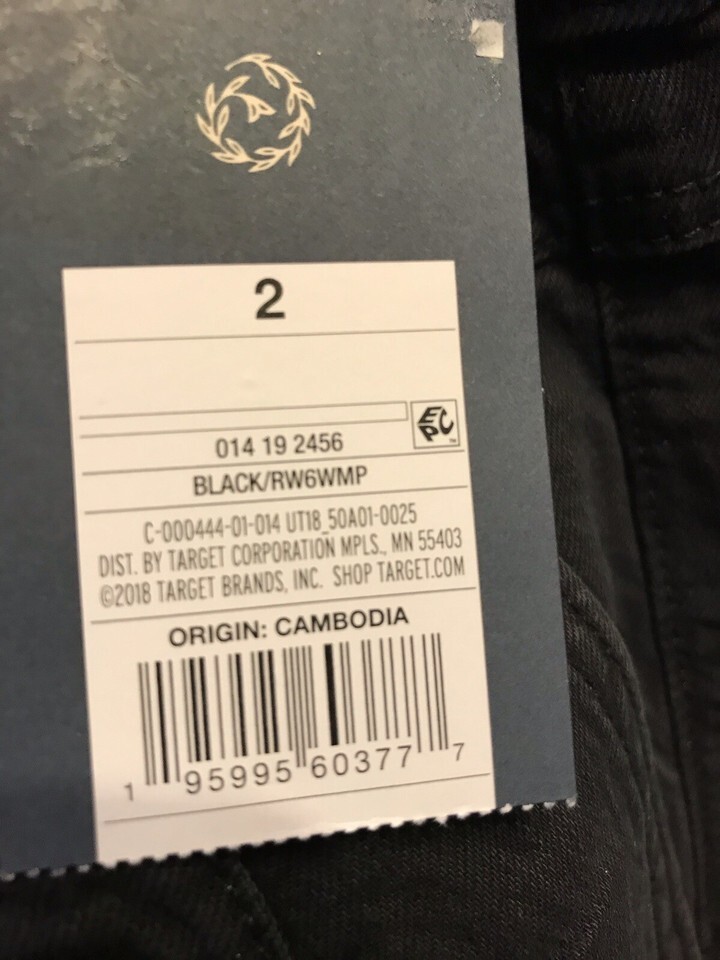 2
EPC™
014 19 2456
BLACK/RW6WMP
C-000444-01-014 UT18_50A01-0025
DIST. BY TARGET CORPORATION MPLS., MN 55403
©2018 TARGET BRANDS, INC. SHOP TARGET.COM
ORIGIN: CAMBODIA
1 95995 60377 7